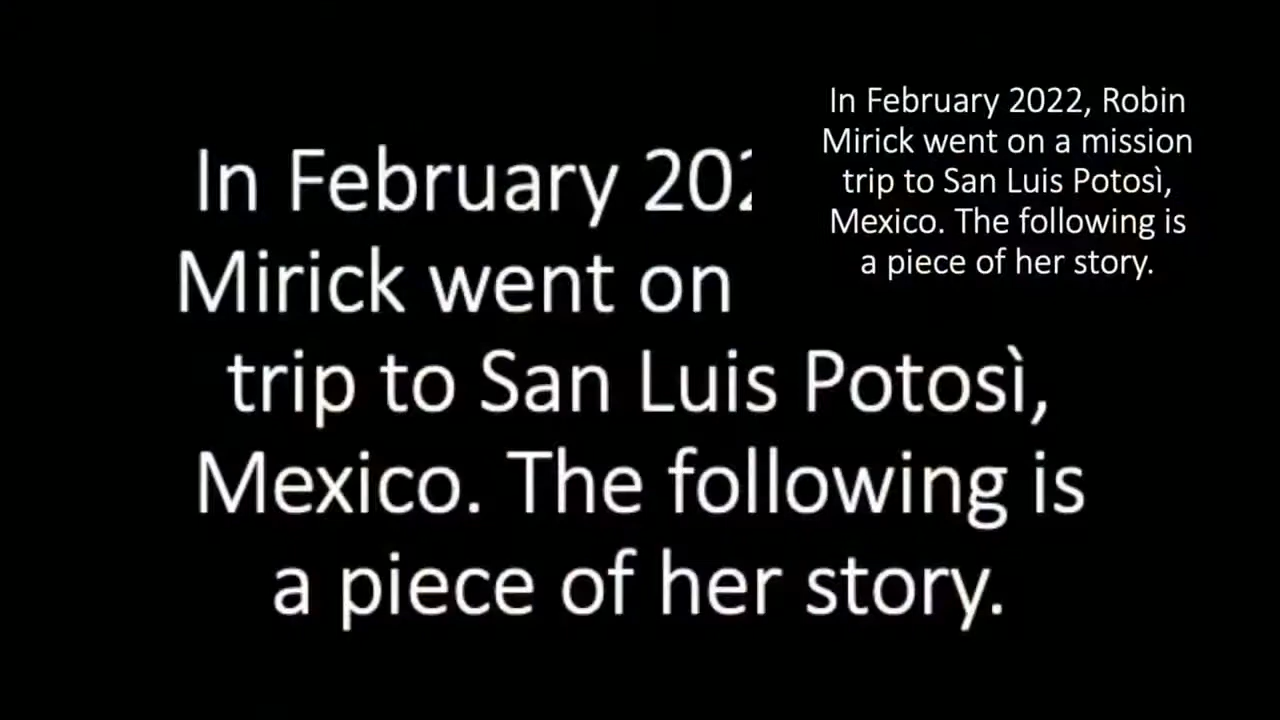 In February 202
Mirick went on
trip to San Luis Potosì,
Mexico. The following is
a piece of her story.
In February 2022, Robin
Mirick went on a mission
trip to San Luis Potosì,
Mexico. The following is
a piece of her story.